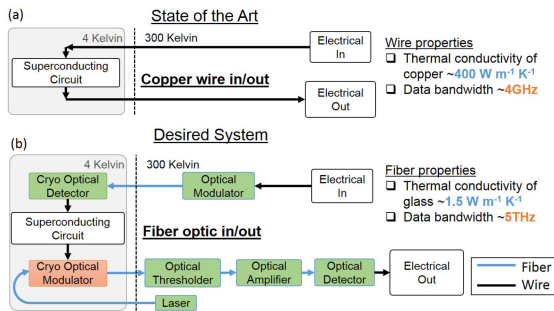 (a)
State of the Art
4 Kelvin
300 Kelvin
Superconducting
Circuit
Electrical
In
Copper wire in/out
Electrical
Out
Wire properties
❑ Thermal conductivity of
copper ~400 W m⁻¹ K⁻¹
❑ Data bandwidth ~4GHz
Desired System
(b)
4 Kelvin
300 Kelvin
Cryo Optical
Detector
Optical
Modulator
Electrical
In
Superconducting
Circuit
Fiber optic in/out
Cryo Optical
Modulator
Optical
Thresholder
Optical
Amplifier
Optical
Detector
Electrical
Out
Laser
Fiber properties
❑ Thermal conductivity of
glass ~1.5 W m⁻¹ K⁻¹
❑ Data bandwidth ~5THz
Fiber
Wire